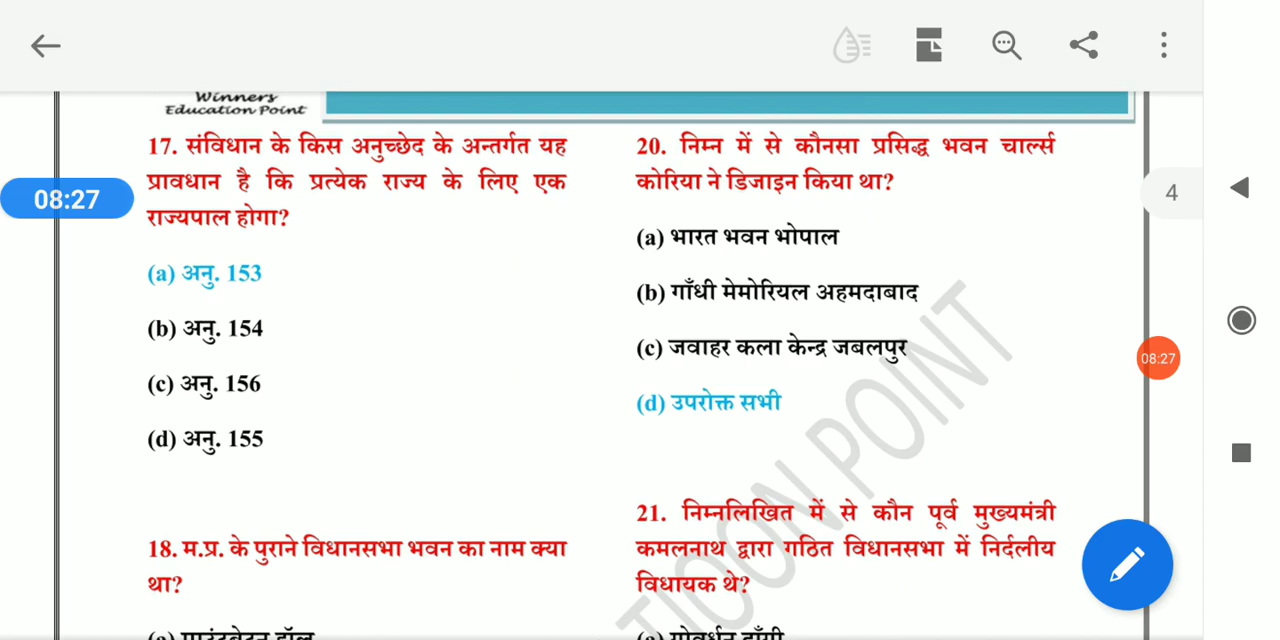 Winners
Education Point
08:27
17. संविधान के किस अनुच्छेद के अन्तर्गत यह
प्रावधान है कि प्रत्येक राज्य के लिए एक
राज्यपाल होगा?
(a) अनु. 153
(b) अनु. 154
(c) अनु. 156
(d) अनु. 155
18. म.प्र. के पुराने विधानसभा भवन का नाम क्या
था?
20. निम्न में से कौनसा प्रसिद्ध भवन चार्ल्स
कोरिया ने डिजाइन किया था?
(a) भारत भवन भोपाल
(b) गाँधी मेमोरियल अहमदाबाद
(c) जवाहर कला केन्द्र जबलपुर
(d) उपरोक्त सभी
21. निम्नलिखित में से कौन पूर्व मुख्यमंत्री
कमलनाथ द्वारा गठित विधानसभा में निर्दलीय
विधायक थे?
4
08:27
TIOON POINT